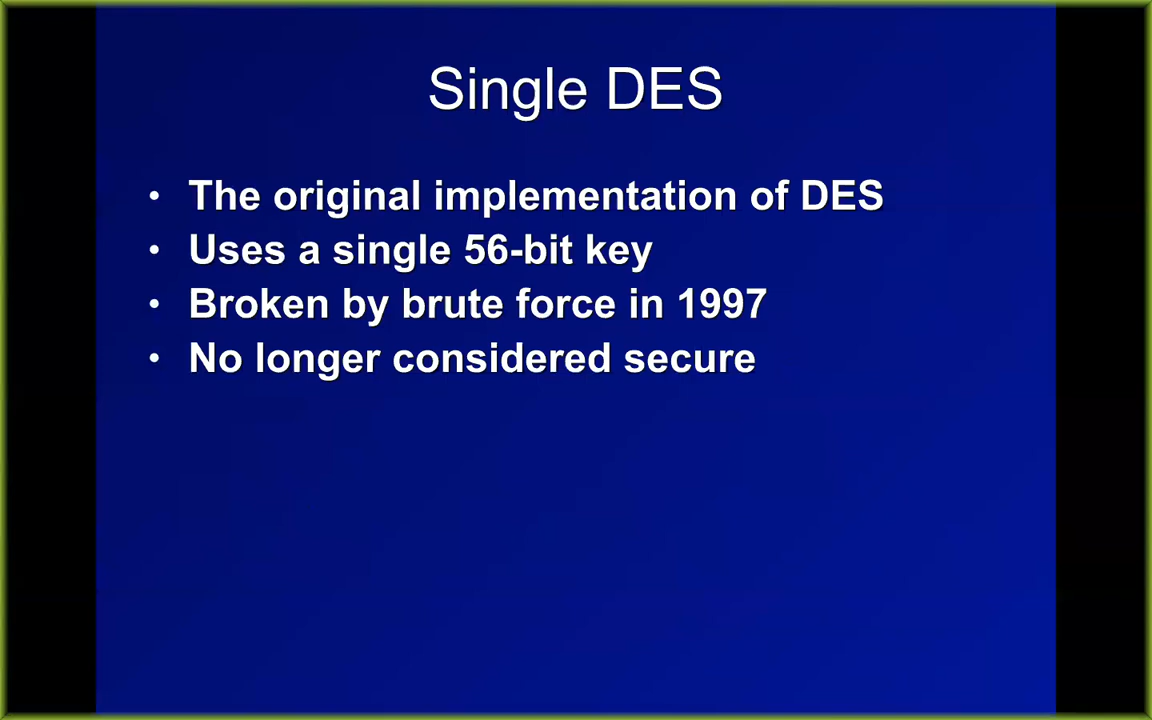 Single DES
• The original implementation of DES
• Uses a single 56-bit key
• Broken by brute force in 1997
• No longer considered secure